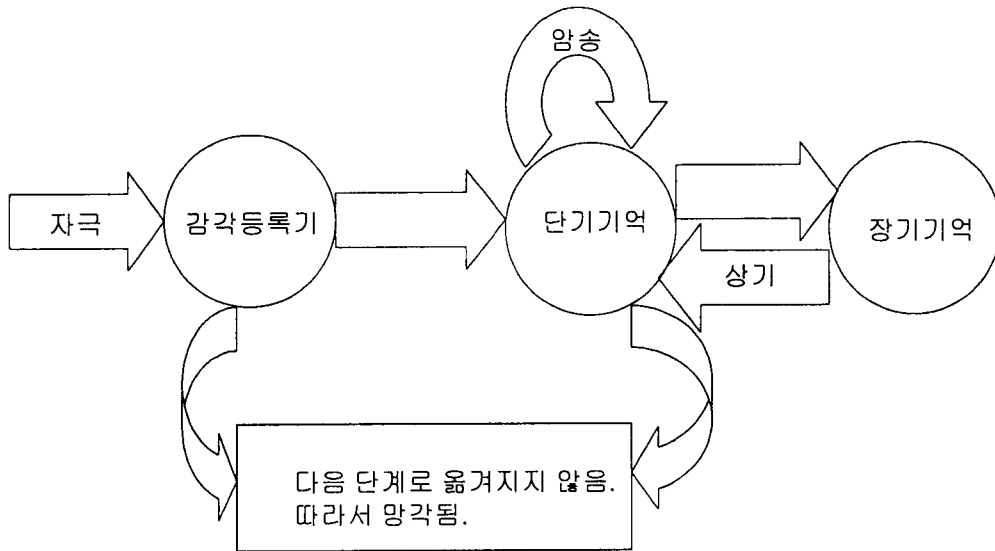 암송
자극
감각등록기
단기기억
장기기억
상기
다음 단계로 옮겨지지 않음.
따라서 망각됨.